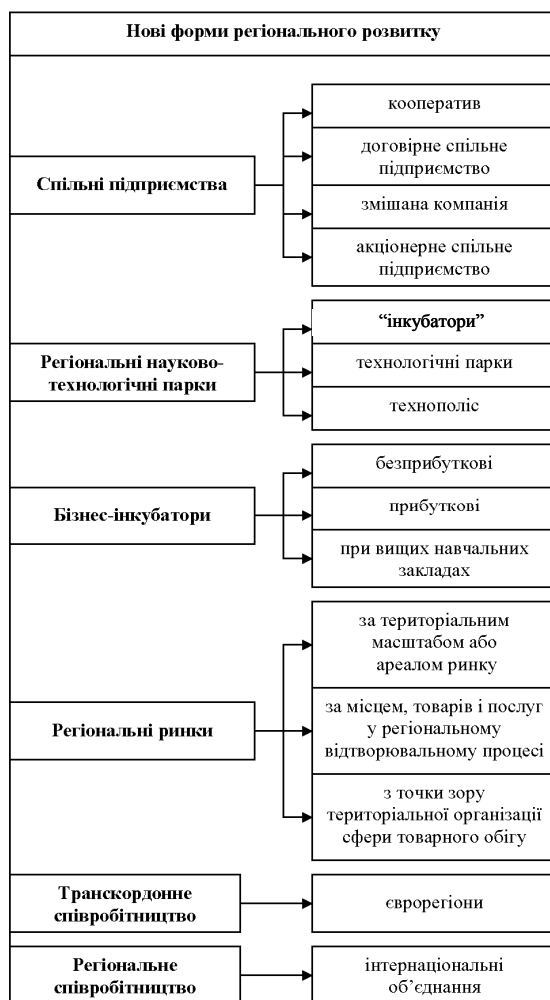 Нові форми регіонального розвитку
Спільні підприємства
кооператив
договірне спільне
підприємство
змішана компанія
акціонерне спільне
підприємство
Регіональні науково-
технологічні парки
“інкубатори”
технологічні парки
технополіс
Бізнес-інкубатори
безприбуткові
прибуткові
при вищих навчальних
закладах
Регіональні ринки
за територіальним
масштабом або
ареалом ринку
за місцем, товарів і послуг
у регіональному
відтворювальному процесі
з точки зору
територіальної організації
сфери товарного обігу
Транскордонне
співробітництво
єврорегіони
Регіональне
співробітництво
інтернаціональні
об’єднання